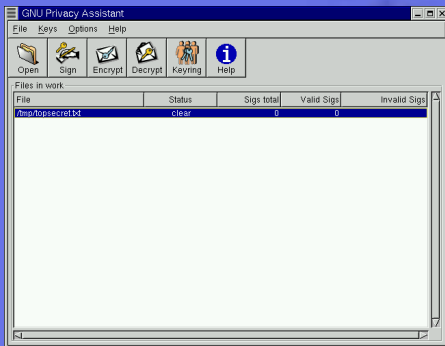 GNU Privacy Assistant
File Keys Options Help
Open Sign Encrypt Decrypt Keyring Help
Files in work
File Status Sigs total Valid Sigs Invalid Sigs
/tmp/topsecret.txt clear 0 0